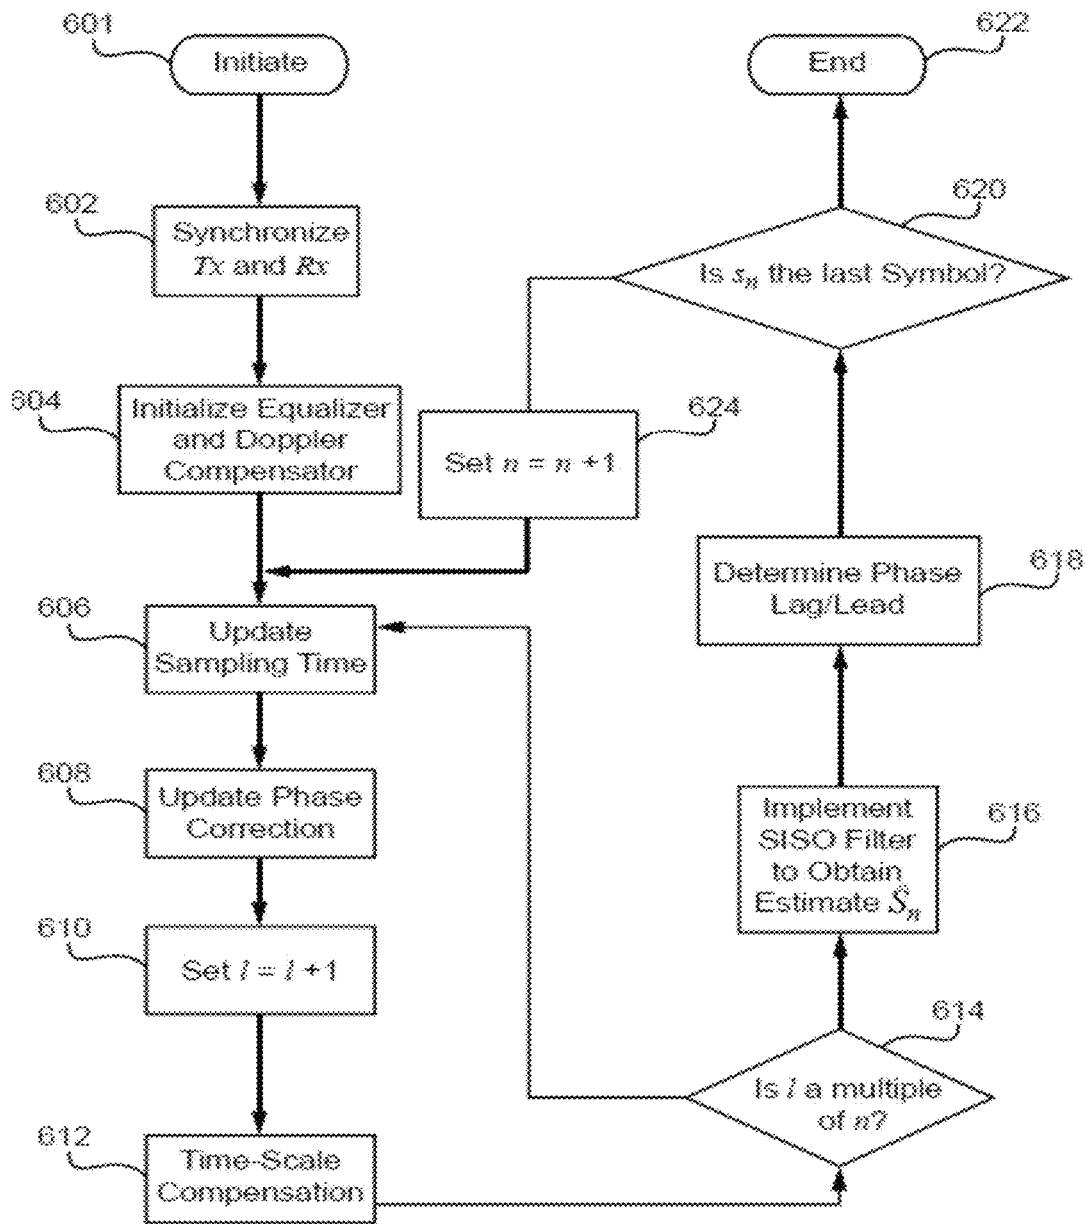 601
Initiate
602
Synchronize
Tx and Rx
604
Initialize Equalizer
and Doppler
Compensator
606
Update
Sampling Time
608
Update Phase
Correction
610
Set l = l +1
612
Time-Scale
Compensation
614
Is l a multiple
of n?
616
Implement
SISO Filter
to Obtain
Estimate Ŝn
618
Determine Phase
Lag/Lead
620
Is sn the last Symbol?
622
End
624
Set n = n +1